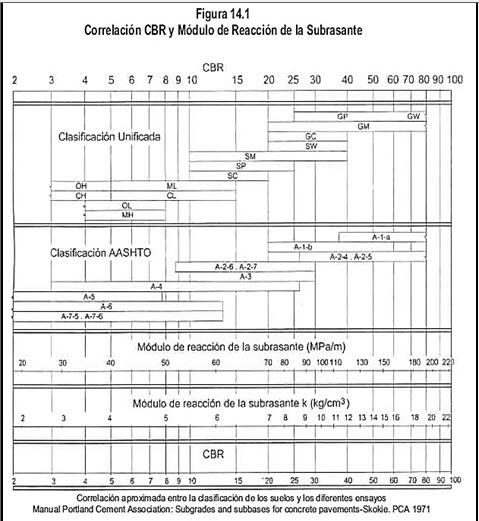 Figura 14.1
Correlación CBR y Módulo de Reacción de la Subrasante
CBR
2 3 4 5 6 7 8 9 10 15 20 25 30 40 50 60 70 80 90 100
Clasificación Unificada
GP GW
GM
GC
SW
SM
SP
SC
OH ML
CH CL
OL
MH
Clasificación AASHTO
A-1-a
A-1-b
A-2-4 . A-2-5
A-2-6 . A-2-7
A-3
A-4
A-5
A-6
A-7-5 . A-7-6
Módulo de reacción de la subrasante (MPa/m)
20 30 40 50 60 70 80 90 100 110 130 150 180 200 220
Módulo de reacción de la subrasante k (kg/cm³)
2 3 4 5 6 7 8 9 10 11 12 13 14 15 16 18 20 22
CBR
2 3 4 5 6 7 8 9 10 15 20 25 30 40 50 60 70 80 90 100
Correlación aproximada entre la clasificación de los suelos y los diferentes ensayos
Manual Portland Cement Association: Subgrades and subbases for concrete pavements-Skokie. PCA 1971